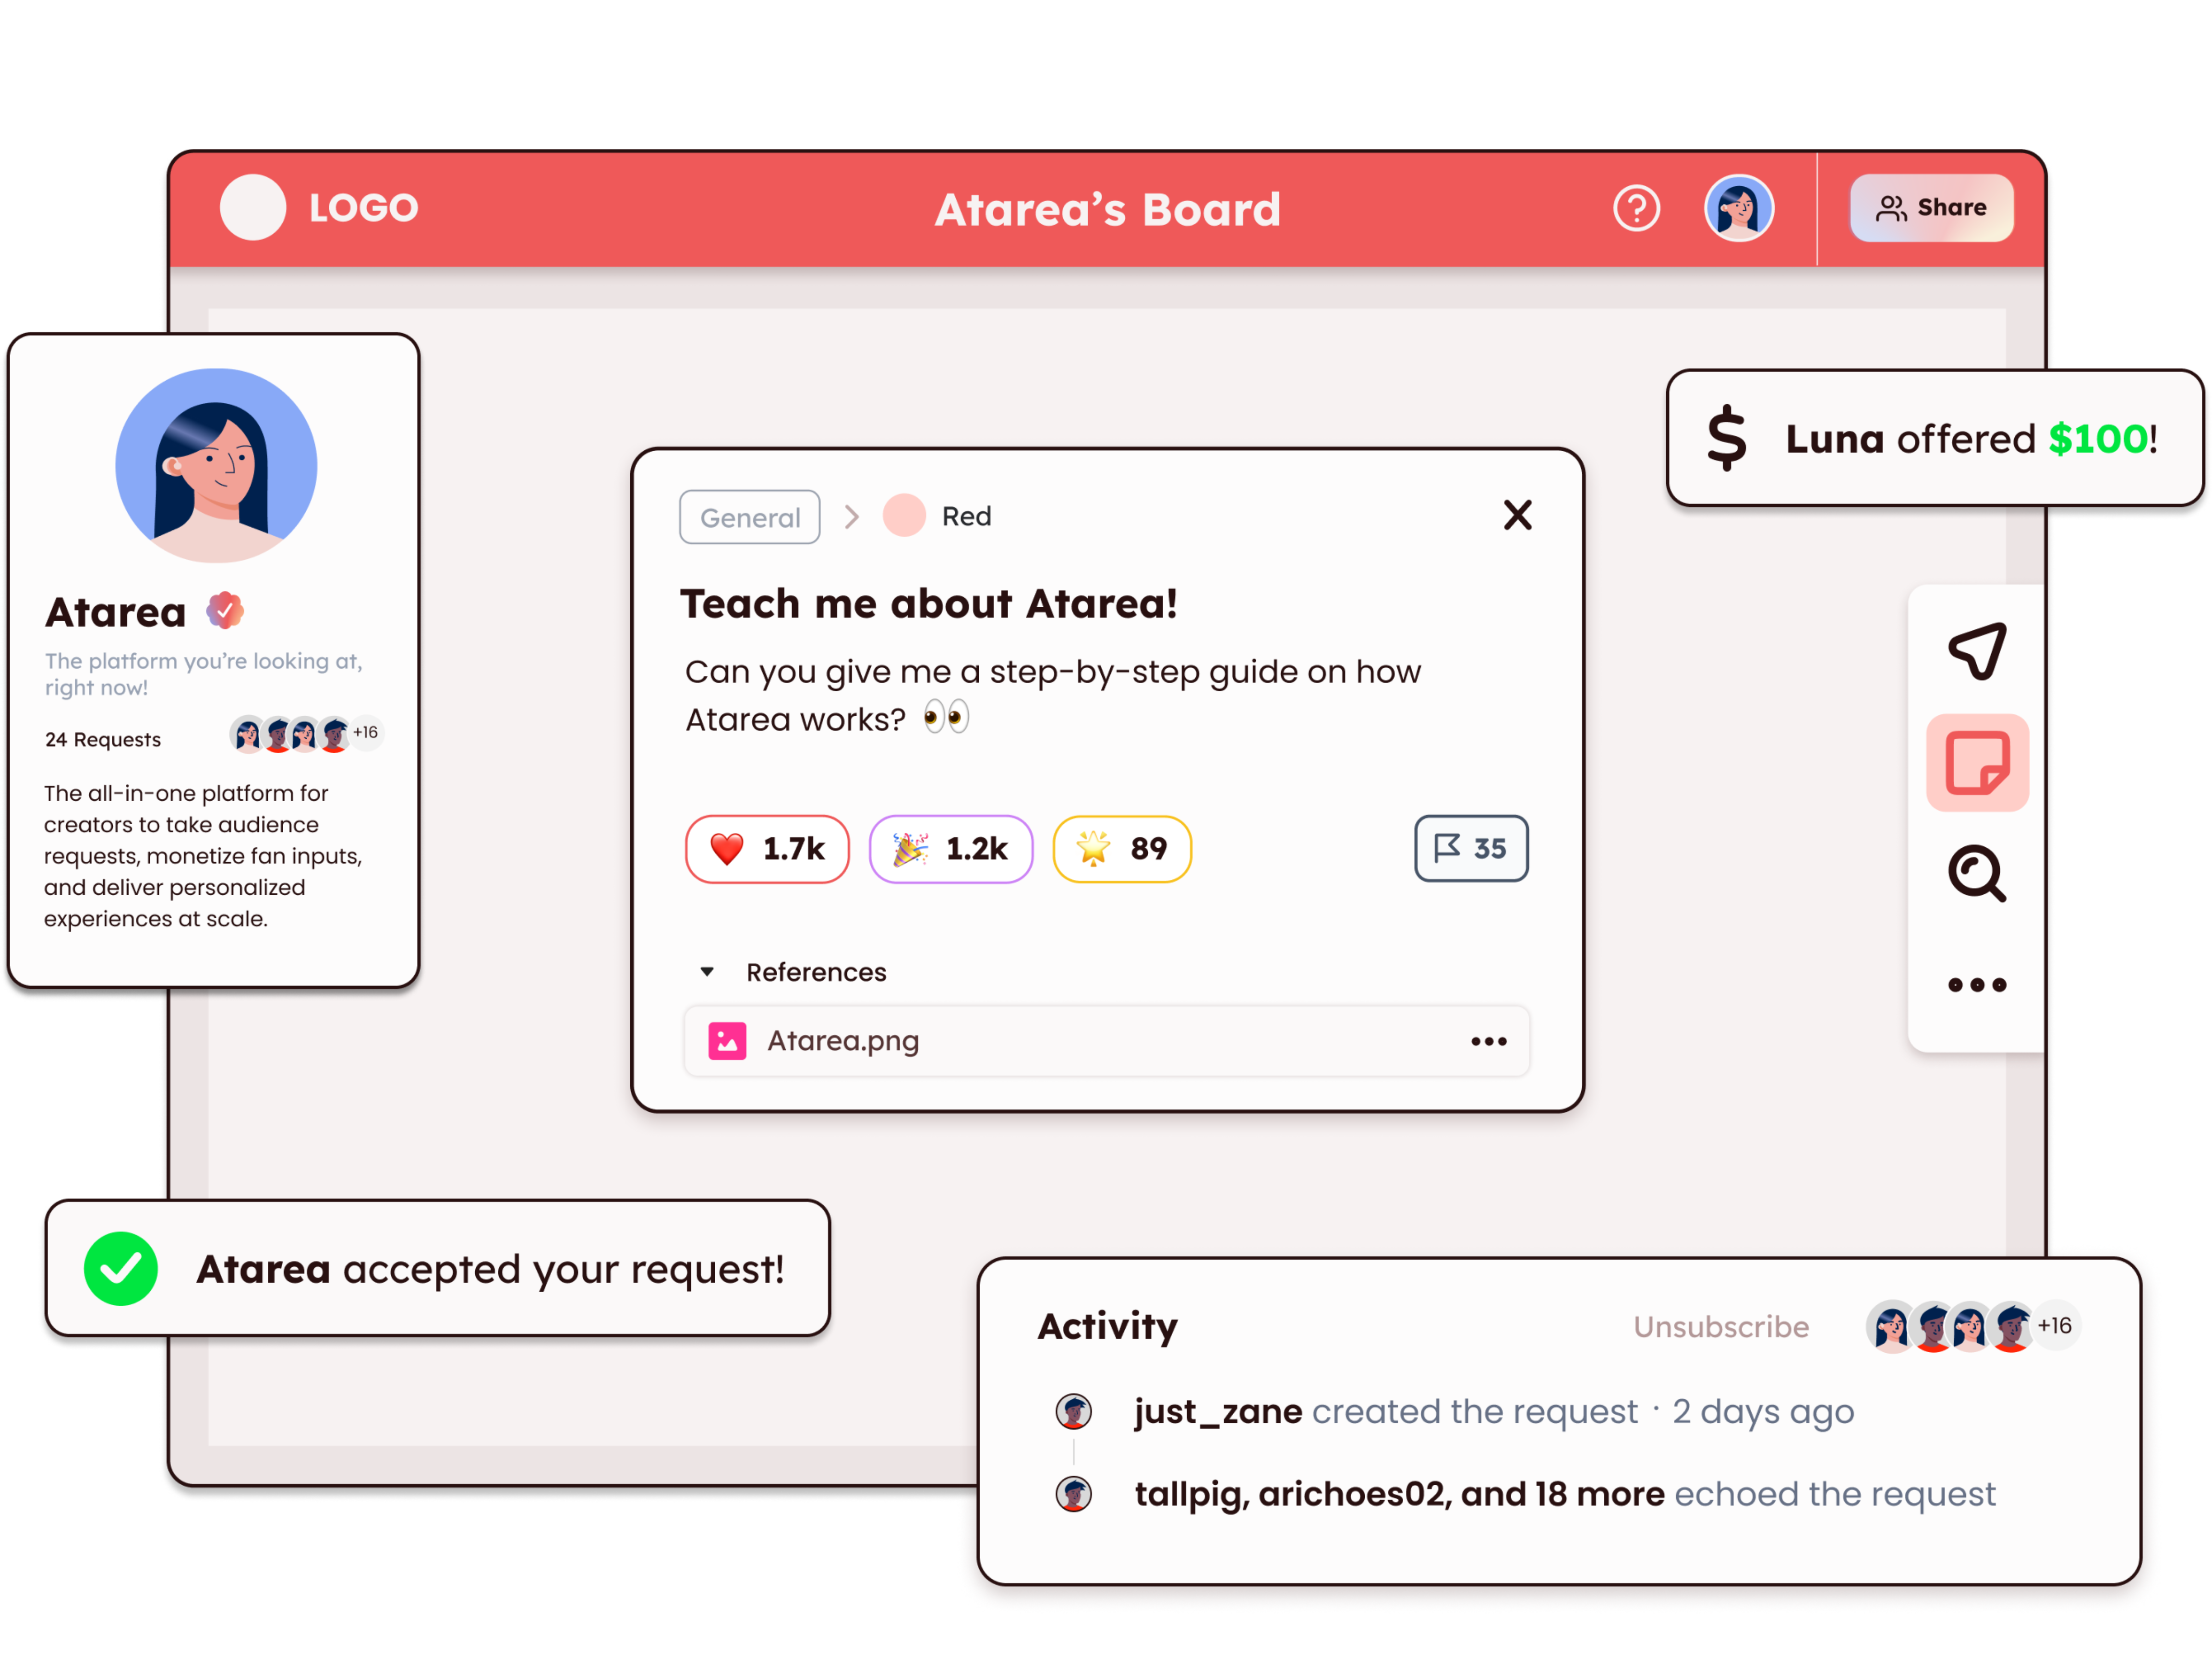 LOGO
Atarea’s Board
Share
Atarea
The platform you’re looking at,
right now!
24 Requests
+16
The all-in-one platform for
creators to take audience
requests, monetize fan inputs,
and deliver personalized
experiences at scale.
Luna offered $100!
General
Red
Teach me about Atarea!
Can you give me a step-by-step guide on how
Atarea works? 👀
❤️ 1.7k
🎉 1.2k
🌟 89
35
References
Atarea.png
Atarea accepted your request!
Activity
Unsubscribe
+16
just_zane created the request · 2 days ago
tallpig, arichoes02, and 18 more echoed the request